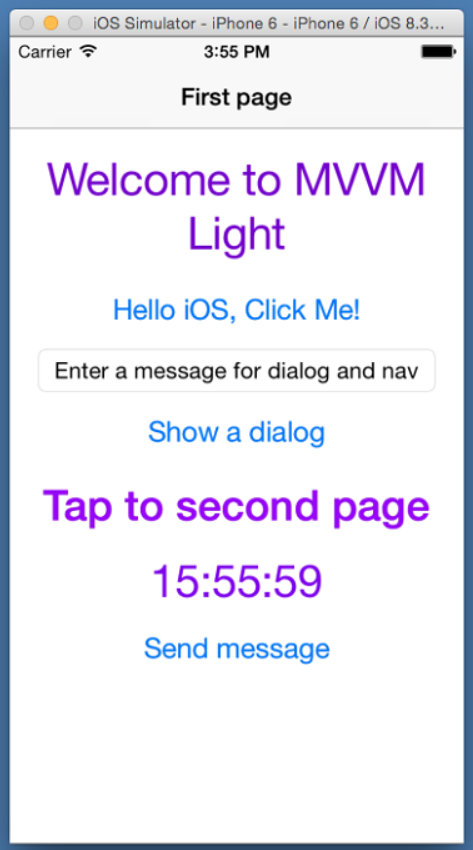 iOS Simulator - iPhone 6 - iPhone 6 / iOS 8.3...
Carrier 3:55 PM
First page
Welcome to MVVM
Light
Hello iOS, Click Me!
Enter a message for dialog and nav
Show a dialog
Tap to second page
15:55:59
Send message